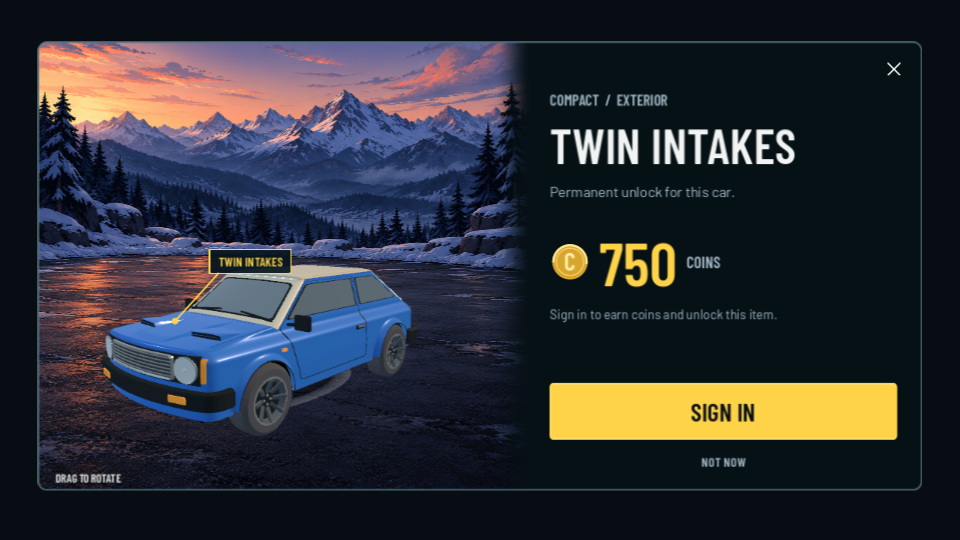 COMPACT / EXTERIOR
TWIN INTAKES
Permanent unlock for this car.
C 750 COINS
Sign in to earn coins and unlock this item.
SIGN IN
NOT NOW
TWIN INTAKES
DRAG TO ROTATE